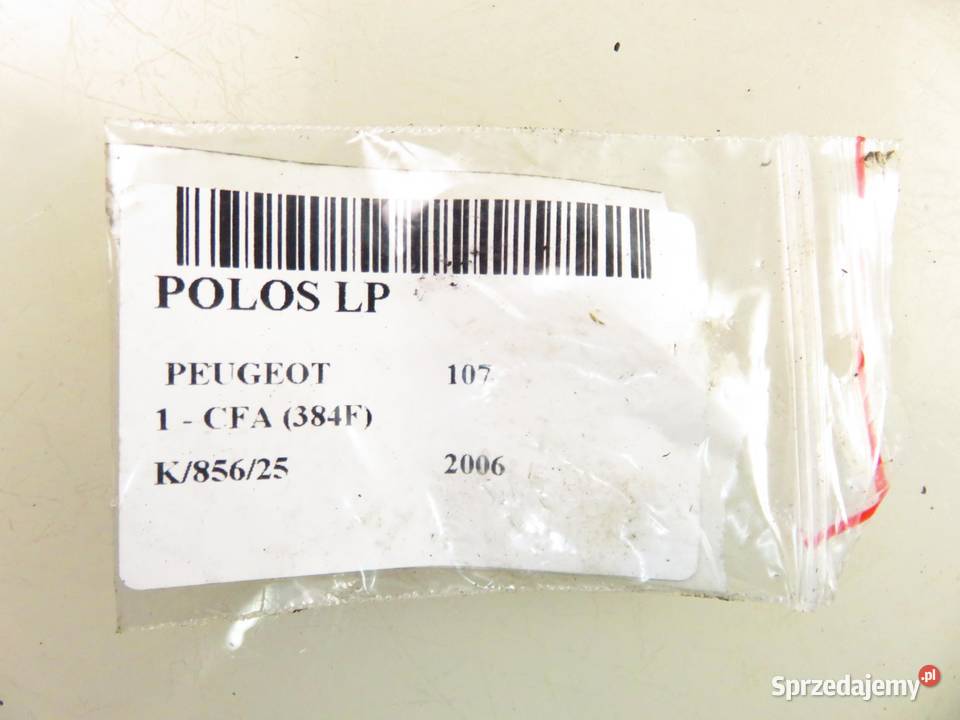 POLOS LP
PEUGEOT 107
1 - CFA (384F)
K/856/25 2006
Sprzedajemy.pl